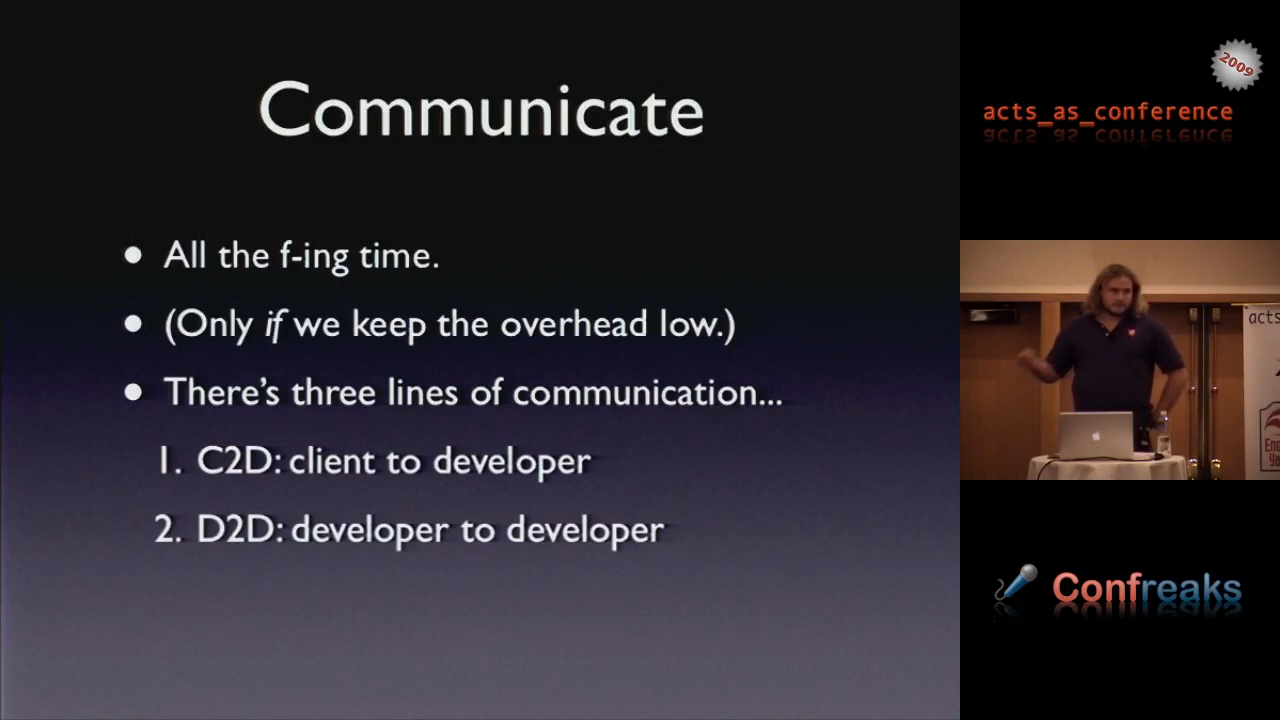 Communicate
• All the f-ing time.
• (Only if we keep the overhead low.)
• There's three lines of communication...
1. C2D: client to developer
2. D2D: developer to developer
2009
acts_as_conference
acts
Confreaks